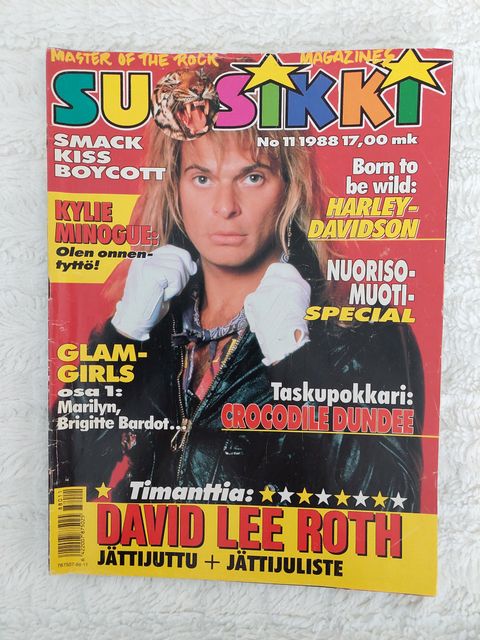 MASTER OF THE ROCK MAGAZINES
SUOSIKKI
No 11 1988 17,00 mk
SMACK
KISS
BOYCOTT
Born to
be wild:
HARLEY-
DAVIDSON
KYLIE
MINOGUE:
Olen onnen-
tyttö!
NUORISO-
MUOTI-
SPECIAL
GLAM-
GIRLS
osa 1:
Marilyn,
Brigitte Bardot...
Taskupokkari:
CROCODILE DUNDEE
Timanttia:
DAVID LEE ROTH
JÄTTIJUTTU + JÄTTIJULISTE